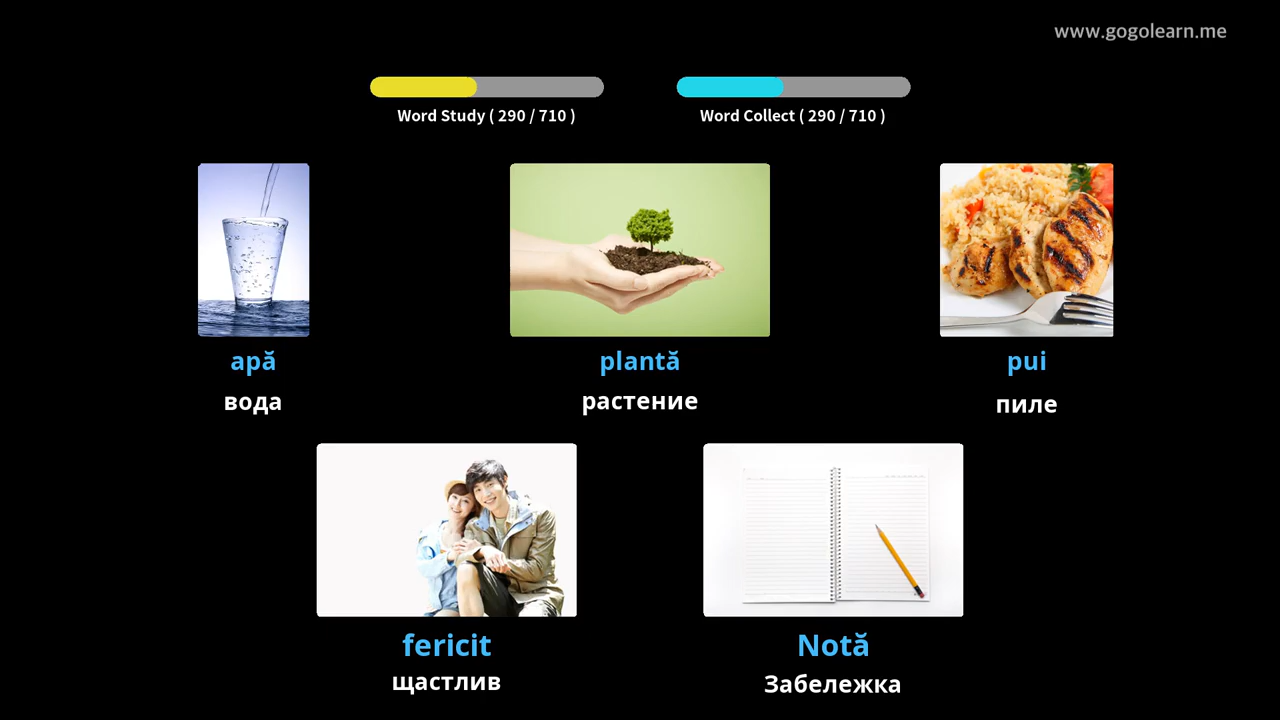 www.gogolearn.me
Word Study ( 290 / 710 )
Word Collect ( 290 / 710 )
apă
вода
plantă
растение
pui
пиле
fericit
щастлив
Notă
Забележка